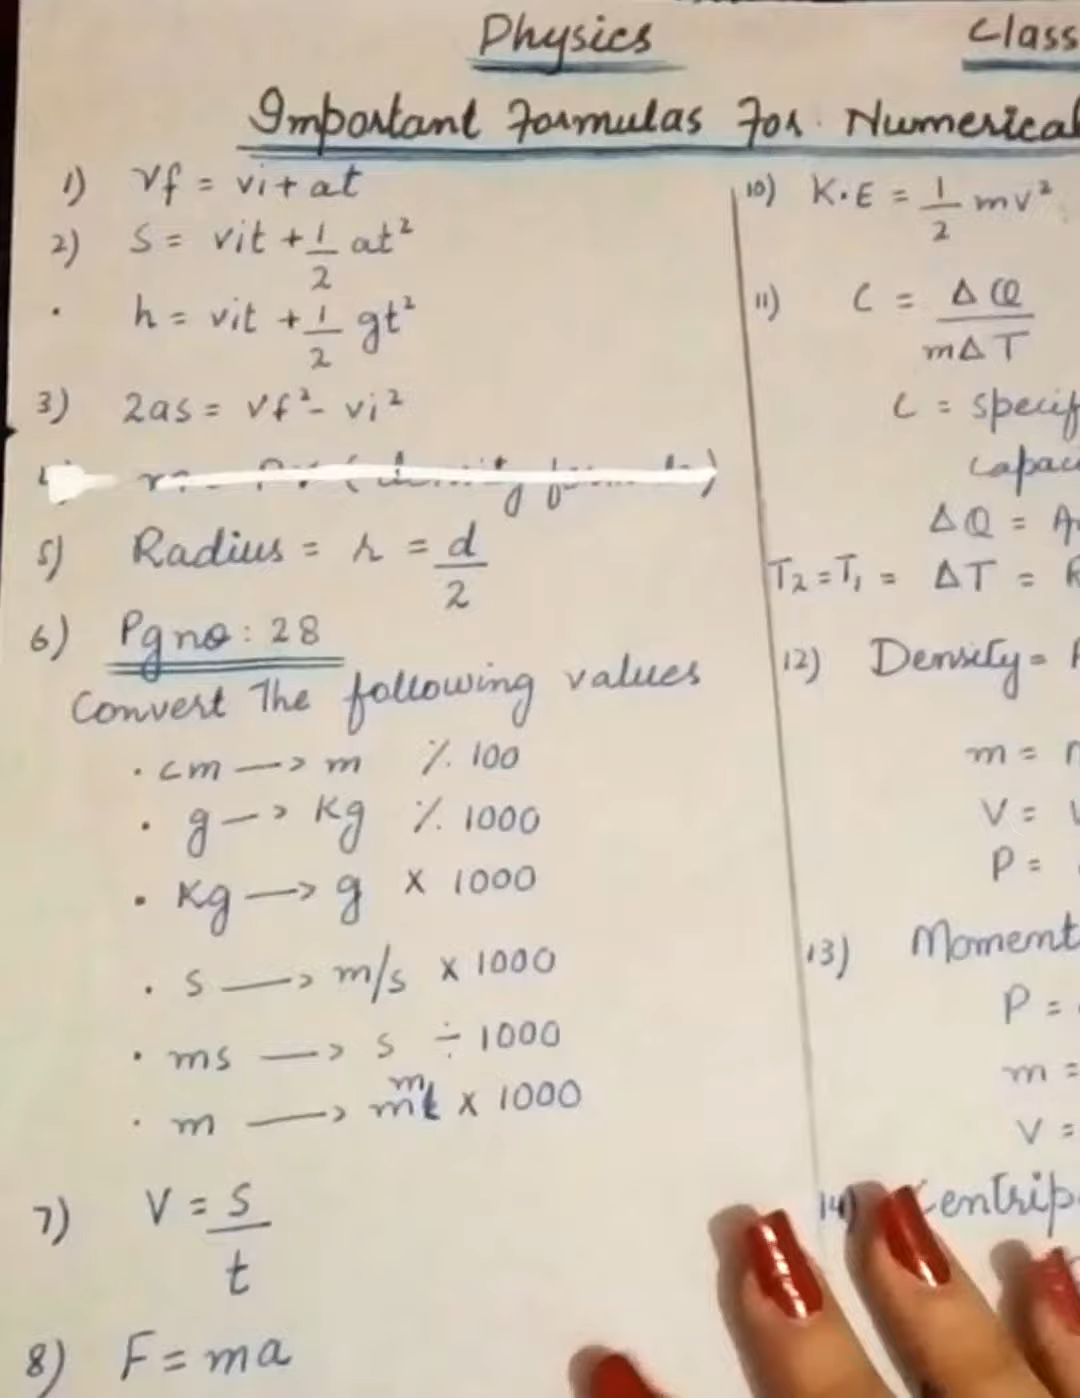 Physics Class
Important Formulas For Numerical
1) vf = vi + at
2) S = vit + 1/2 at²
· h = vit + 1/2 gt²
3) 2as = vf² - vi²
5) Radius = r = d/2
6) Pg no: 28
Convert The following values
· cm → m ٪ 100
· g → Kg ٪ 1000
· Kg → g × 1000
· s → m/s × 1000
· ms → s ÷ 1000
· m → × 1000
7) V = S/t
8) F = ma
10) K.E = 1/2 mv²
11) C = ΔQ/mΔT
C = specif
capac
ΔQ =
T₂ = T₁ = ΔT =
12) Density =
m =
V =
P =
13) Moment
P =
m =
V =
14) Centrip